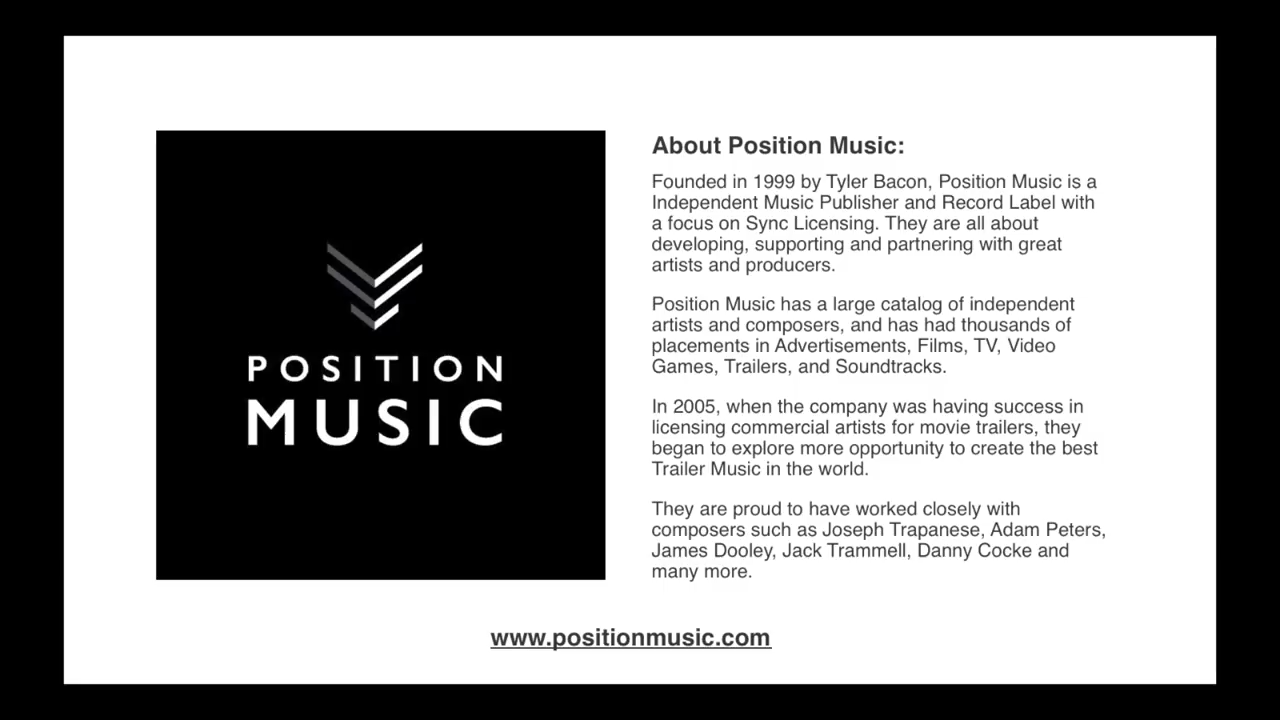 POSITION
MUSIC
About Position Music:
Founded in 1999 by Tyler Bacon, Position Music is a
Independent Music Publisher and Record Label with
a focus on Sync Licensing. They are all about
developing, supporting and partnering with great
artists and producers.
Position Music has a large catalog of independent
artists and composers, and has had thousands of
placements in Advertisements, Films, TV, Video
Games, Trailers, and Soundtracks.
In 2005, when the company was having success in
licensing commercial artists for movie trailers, they
began to explore more opportunity to create the best
Trailer Music in the world.
They are proud to have worked closely with
composers such as Joseph Trapanese, Adam Peters,
James Dooley, Jack Trammell, Danny Cocke and
many more.
www.positionmusic.com